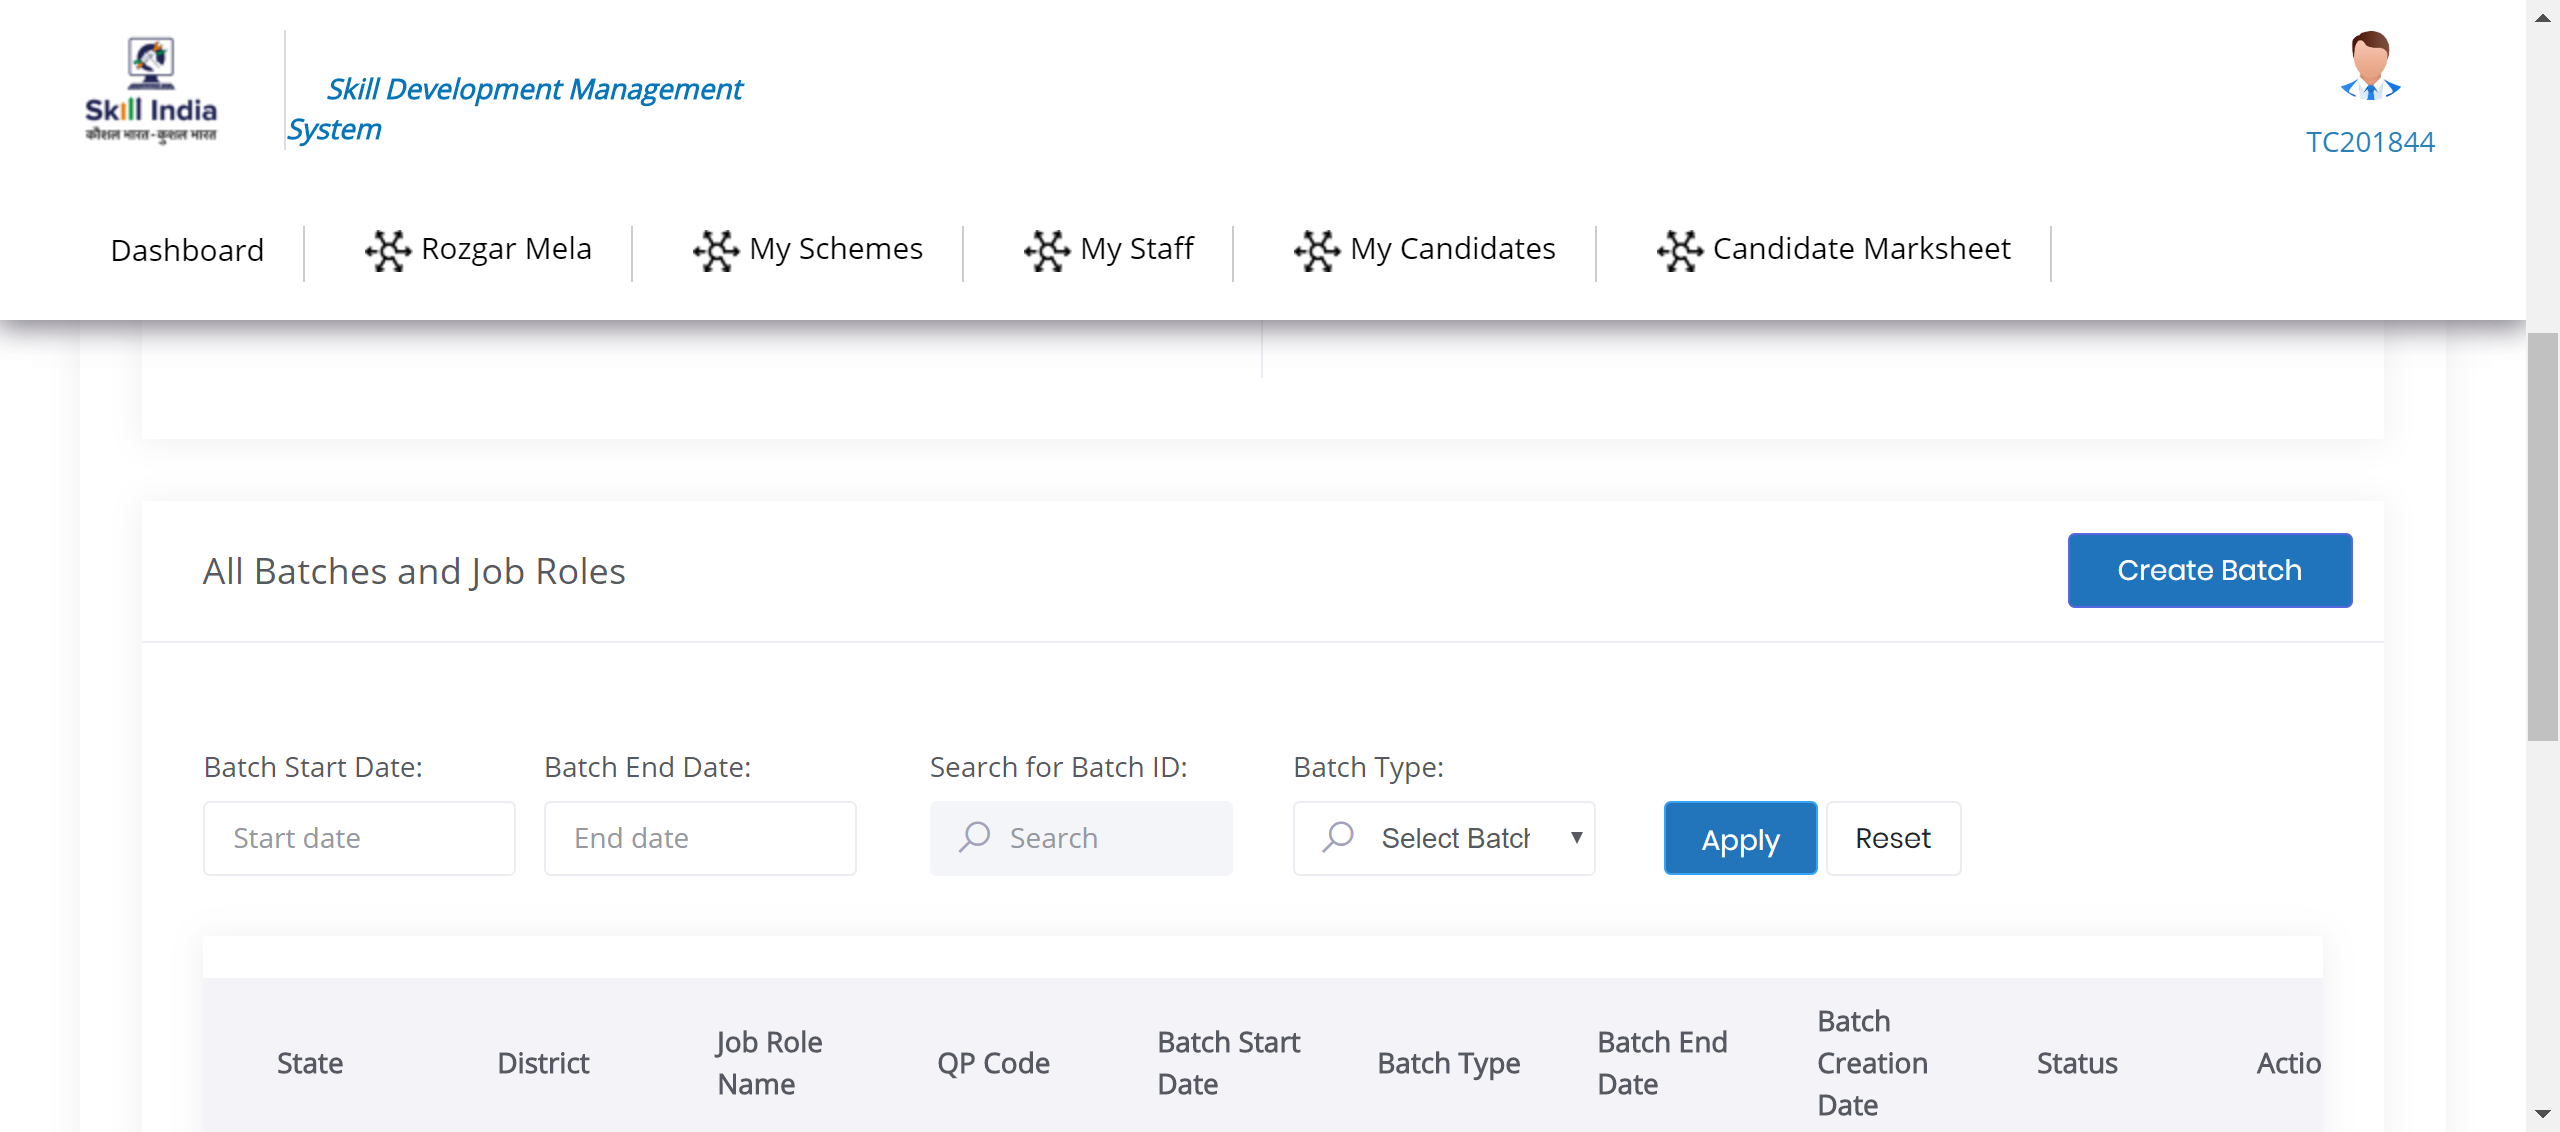 Skill India
कौशल भारत-कुशल भारत
Skill Development Management
System
TC201844
Dashboard
Rozgar Mela
My Schemes
My Staff
My Candidates
Candidate Marksheet
All Batches and Job Roles
Create Batch
Batch Start Date:
Batch End Date:
Search for Batch ID:
Batch Type:
Start date
End date
Search
Select Batch
Apply
Reset
State
District
Job Role
Name
QP Code
Batch Start
Date
Batch Type
Batch End
Date
Batch
Creation
Date
Status
Actio